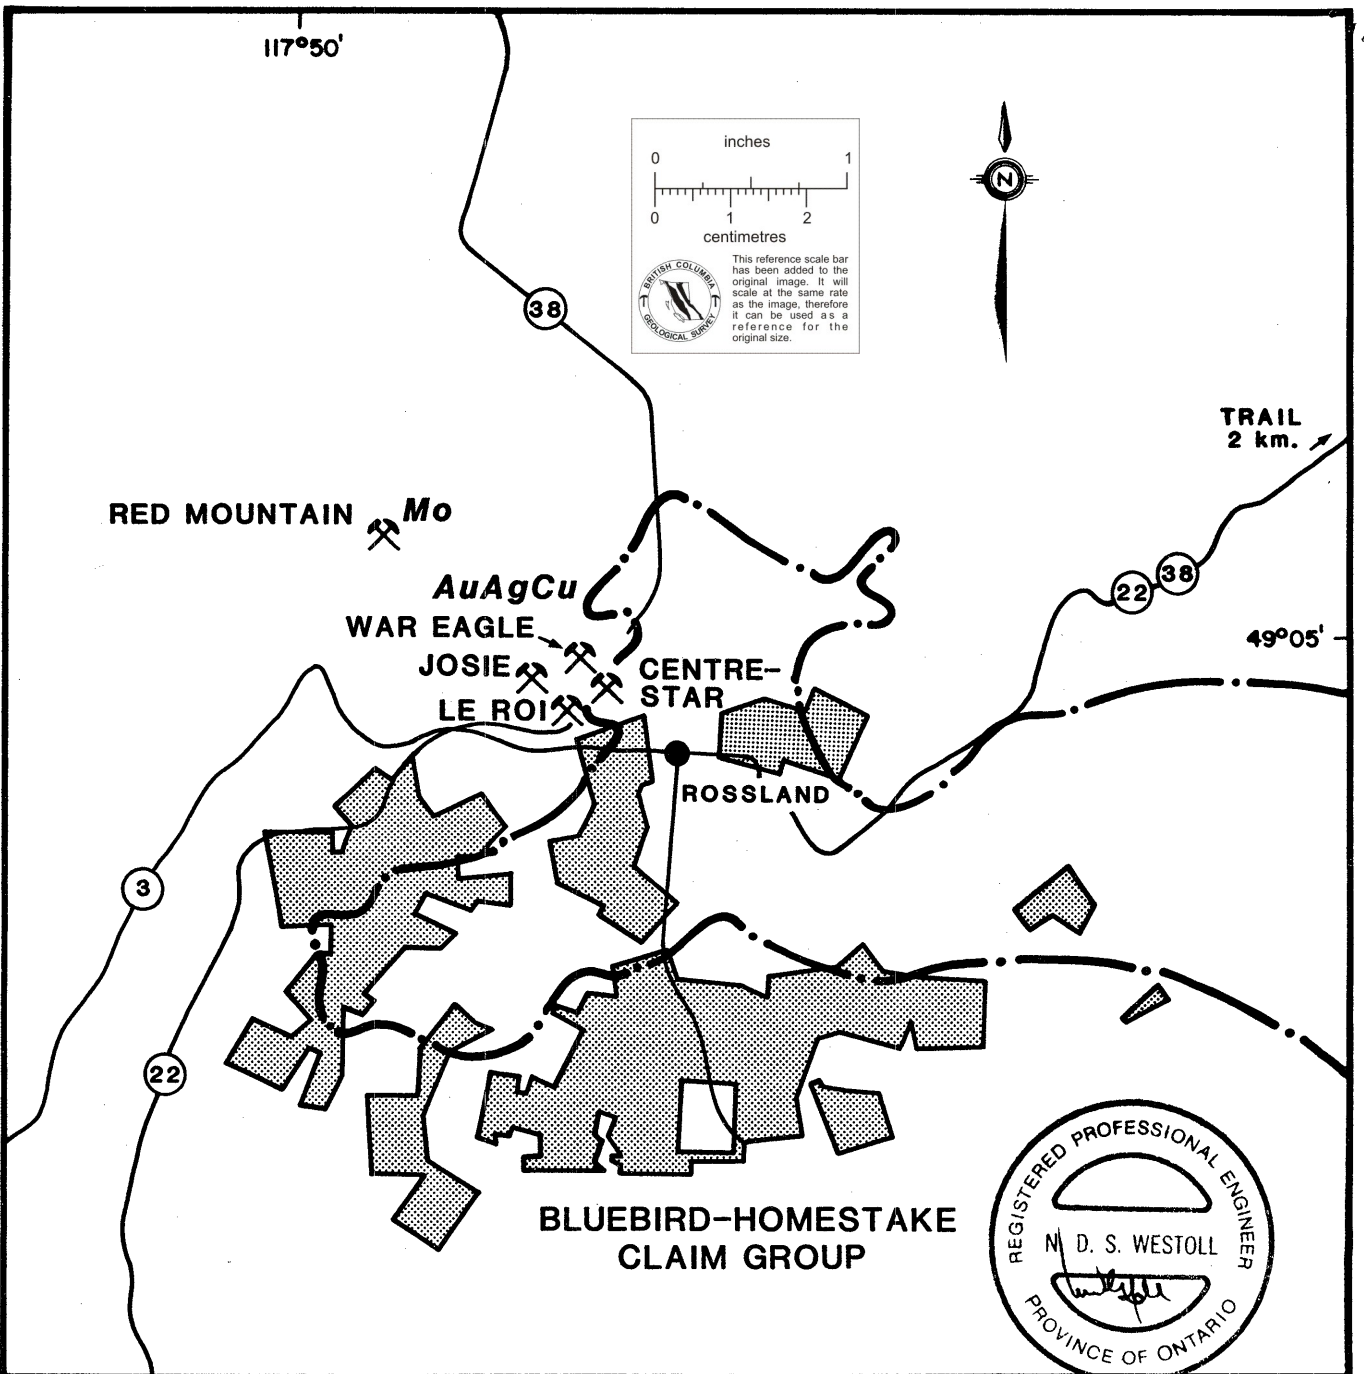 117°50'
inches
0 1
0 1 2
centimetres
BRITISH COLUMBIA
GEOLOGICAL SURVEY
This reference scale bar
has been added to the
original image. It will
scale at the same rate
as the image, therefore
it can be used as a
reference for the
original size.
N
38
TRAIL
2 km.
RED MOUNTAIN
Mo
AuAgCu
22
38
WAR EAGLE
49°05'
JOSIE
CENTRE-
STAR
LE ROI
ROSSLAND
3
22
BLUEBIRD-HOMESTAKE
CLAIM GROUP
REGISTERED PROFESSIONAL ENGINEER
N. D. S. WESTOLL
PROVINCE OF ONTARIO